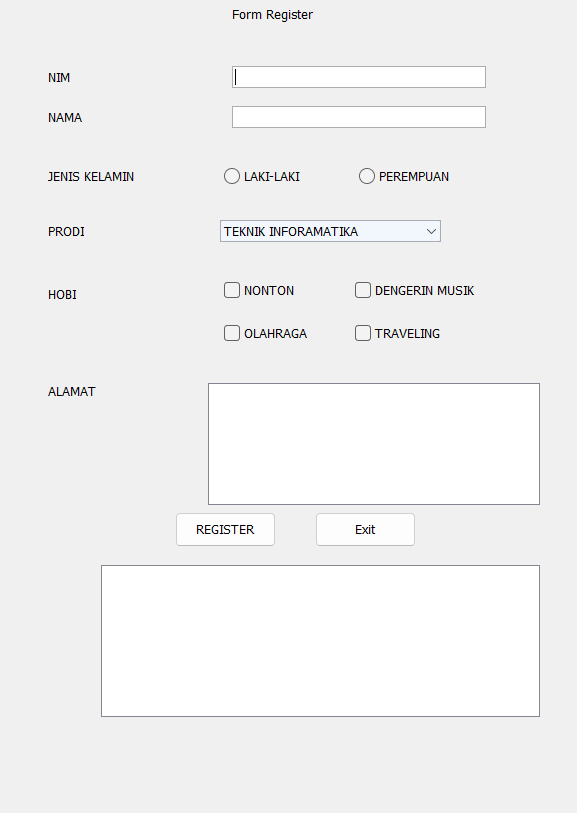 Form Register
NIM
NAMA
JENIS KELAMIN LAKI-LAKI PEREMPUAN
PRODI TEKNIK INFORAMATIKA
HOBI NONTON DENGERIN MUSIK
OLAHRAGA TRAVELING
ALAMAT
REGISTER Exit